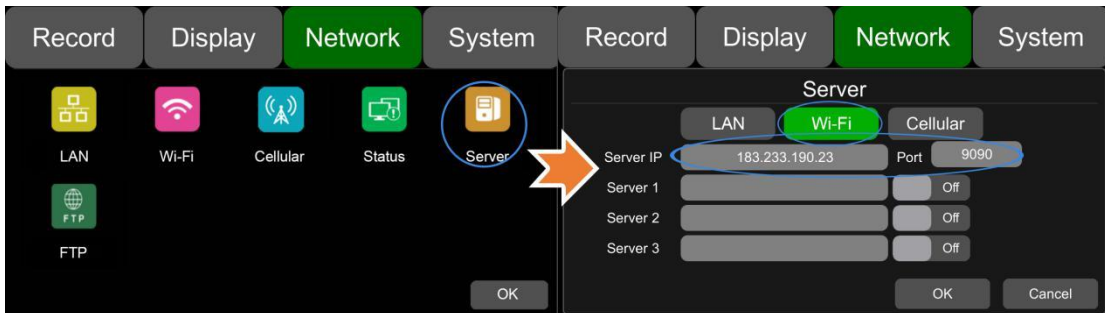 Record Display Network System
LAN Wi-Fi Cellular Status Server
FTP
FTP
OK
Record Display Network System
Server
LAN Wi-Fi Cellular
Server IP 183.233.190.23 Port 9090
Server 1 Off
Server 2 Off
Server 3 Off
OK Cancel